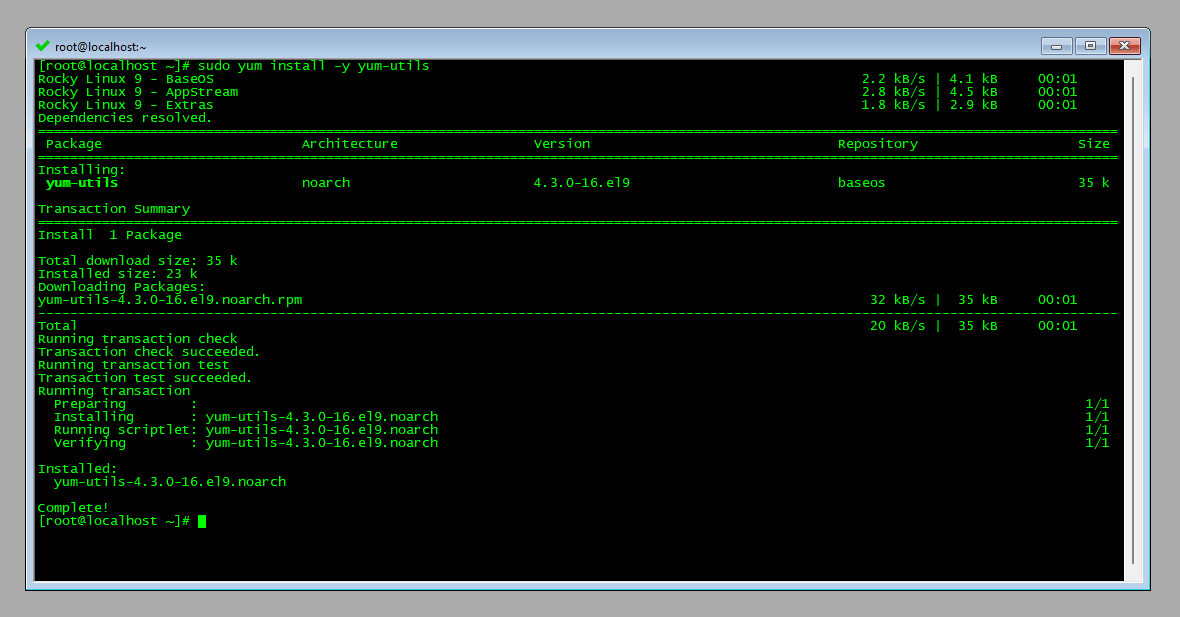 root@localhost:~
[root@localhost ~]# sudo yum install -y yum-utils
Rocky Linux 9 - BaseOS 2.2 kB/s | 4.1 kB 00:01
Rocky Linux 9 - AppStream 2.8 kB/s | 4.5 kB 00:01
Rocky Linux 9 - Extras 1.8 kB/s | 2.9 kB 00:01
Dependencies resolved.
================================================================================
Package Architecture Version Repository Size
================================================================================
Installing:
yum-utils noarch 4.3.0-16.el9 baseos 35 k
Transaction Summary
================================================================================
Install 1 Package
Total download size: 35 k
Installed size: 23 k
Downloading Packages:
yum-utils-4.3.0-16.el9.noarch.rpm 32 kB/s | 35 kB 00:01
--------------------------------------------------------------------------------
Total 20 kB/s | 35 kB 00:01
Running transaction check
Transaction check succeeded.
Running transaction test
Transaction test succeeded.
Running transaction
Preparing : 1/1
Installing : yum-utils-4.3.0-16.el9.noarch 1/1
Running scriptlet: yum-utils-4.3.0-16.el9.noarch 1/1
Verifying : yum-utils-4.3.0-16.el9.noarch 1/1
Installed:
yum-utils-4.3.0-16.el9.noarch
Complete!
[root@localhost ~]#